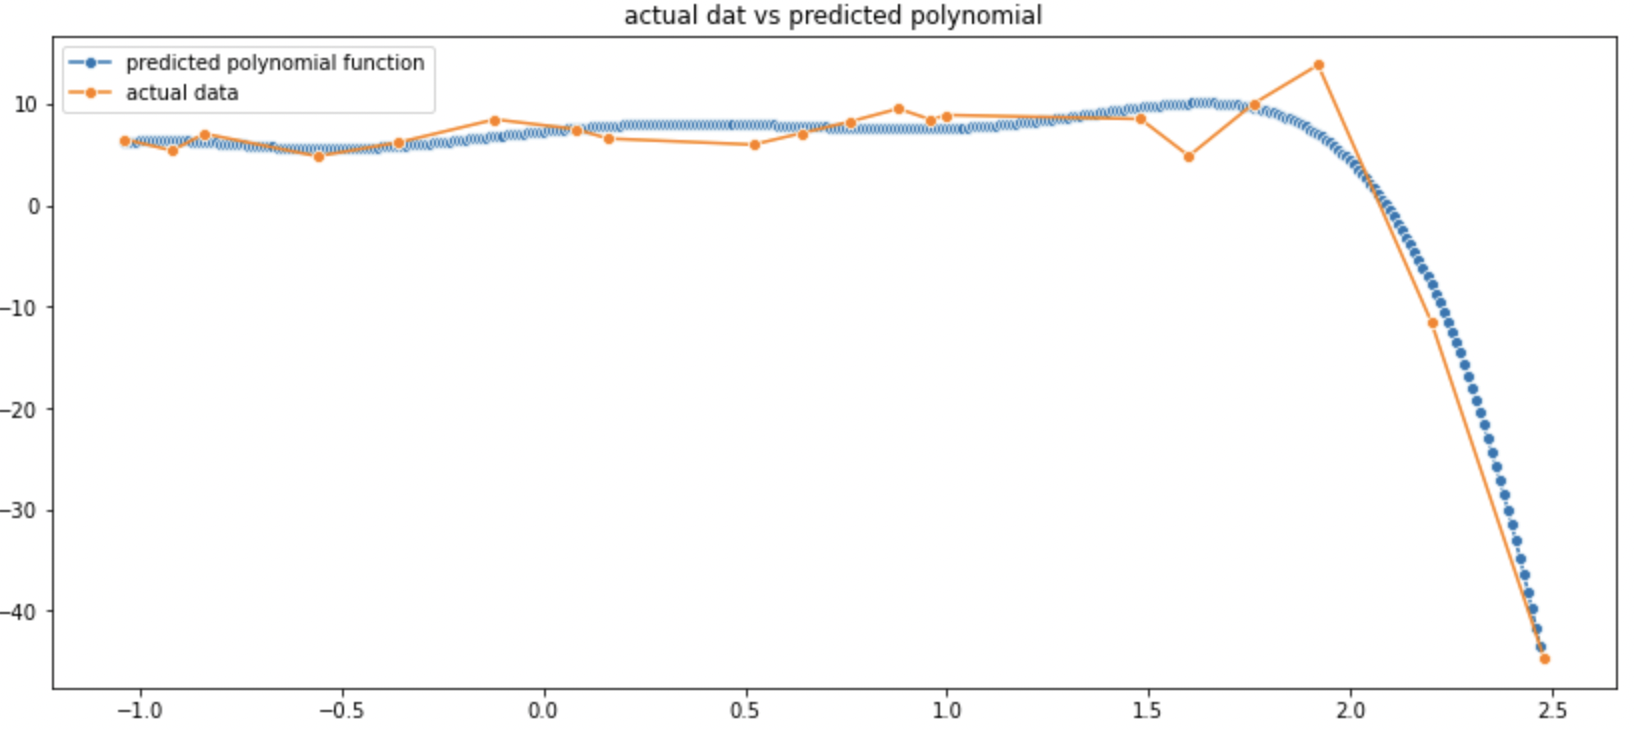 actual dat vs predicted polynomial
predicted polynomial function
actual data
10
0
−10
−20
−30
−40
−1.0 −0.5 0.0 0.5 1.0 1.5 2.0 2.5